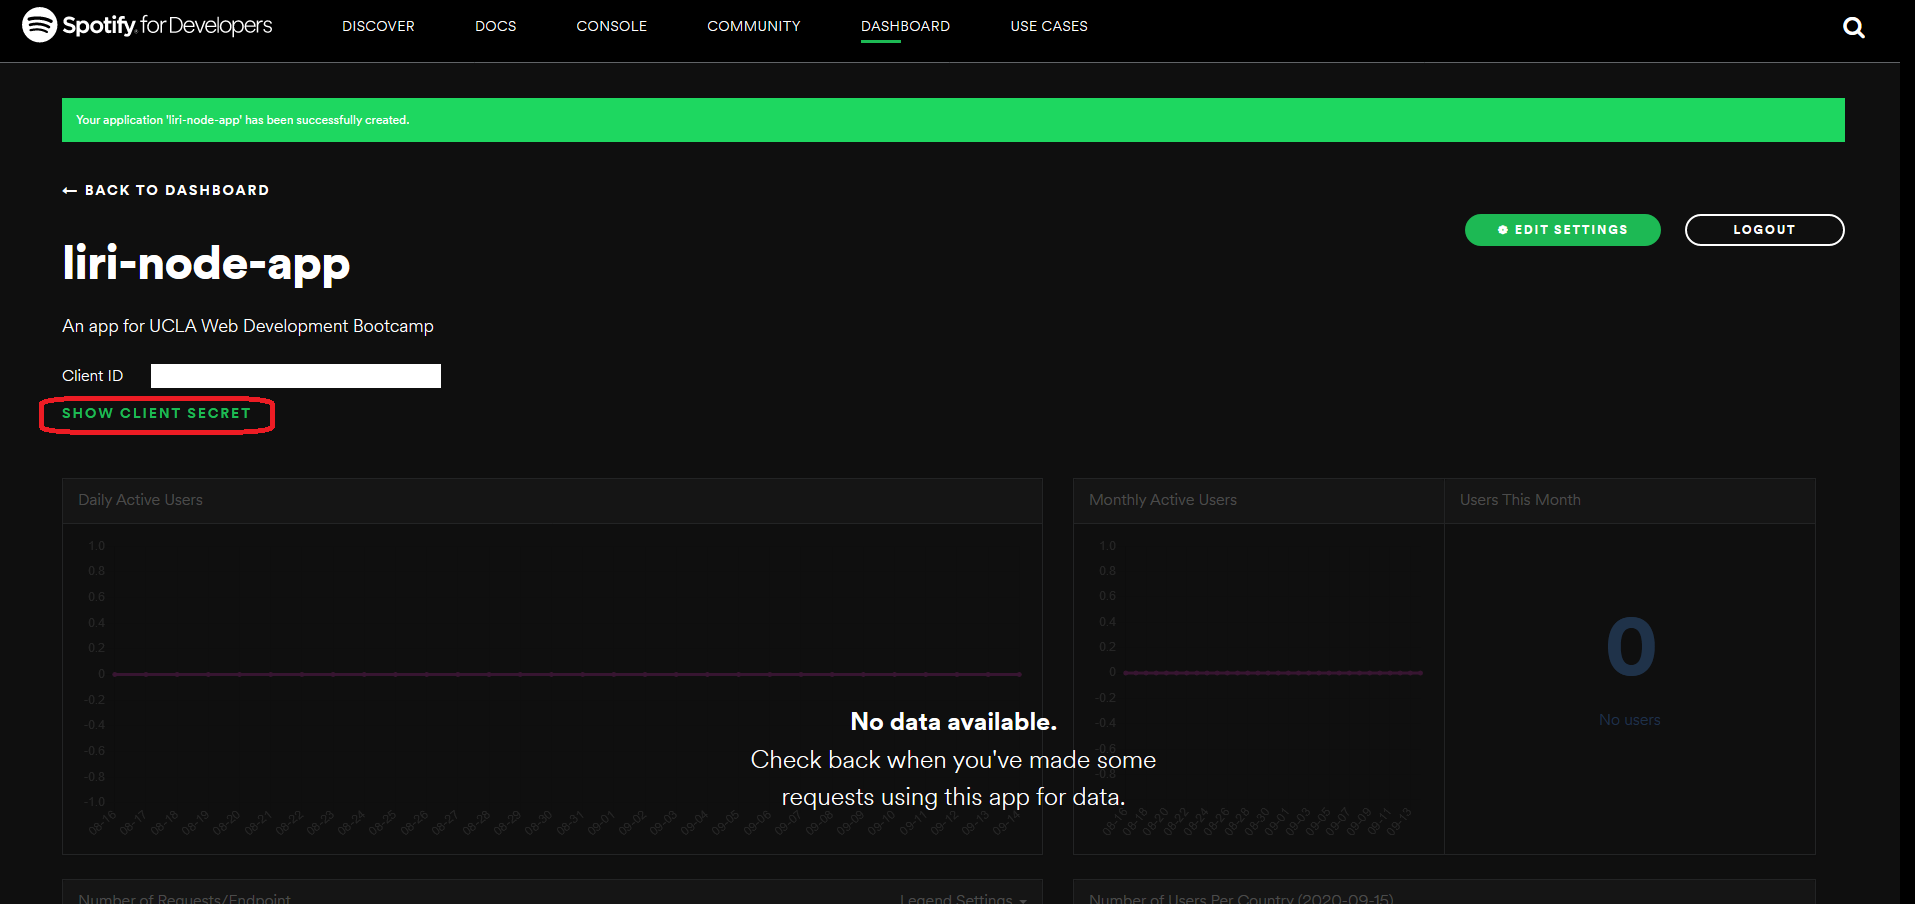 Spotify for Developers
DISCOVER
DOCS
CONSOLE
COMMUNITY
DASHBOARD
USE CASES
Your application 'liri-node-app' has been successfully created.
← BACK TO DASHBOARD
EDIT SETTINGS
LOGOUT
liri-node-app
An app for UCLA Web Development Bootcamp
Client ID
SHOW CLIENT SECRET
Daily Active Users
1.0
0.8
0.6
0.4
0.2
0
-0.2
-0.4
-0.6
-0.8
-1.0
08-16 08-17 08-18 08-19 08-20 08-21 08-22 08-23 08-24 08-25 08-26 08-27 08-28 08-29 08-30 08-31 09-01 09-02 09-03 09-04 09-05 09-06 09-07 09-08 09-09 09-10 09-11 09-12 09-13 09-14
Monthly Active Users
1.0
0.8
0.6
0.4
0.2
0
-0.2
-0.4
-0.6
-0.8
08-16 08-18 08-20 08-22 08-24 08-26 08-28 08-30 09-01 09-03 09-05 09-07 09-09 09-11 09-13
Users This Month
0
No users
No data available.
Check back when you've made some
requests using this app for data.
Number of Requests/Endpoint
Legend Settings
Number of Users Per Country (2020-09-15)